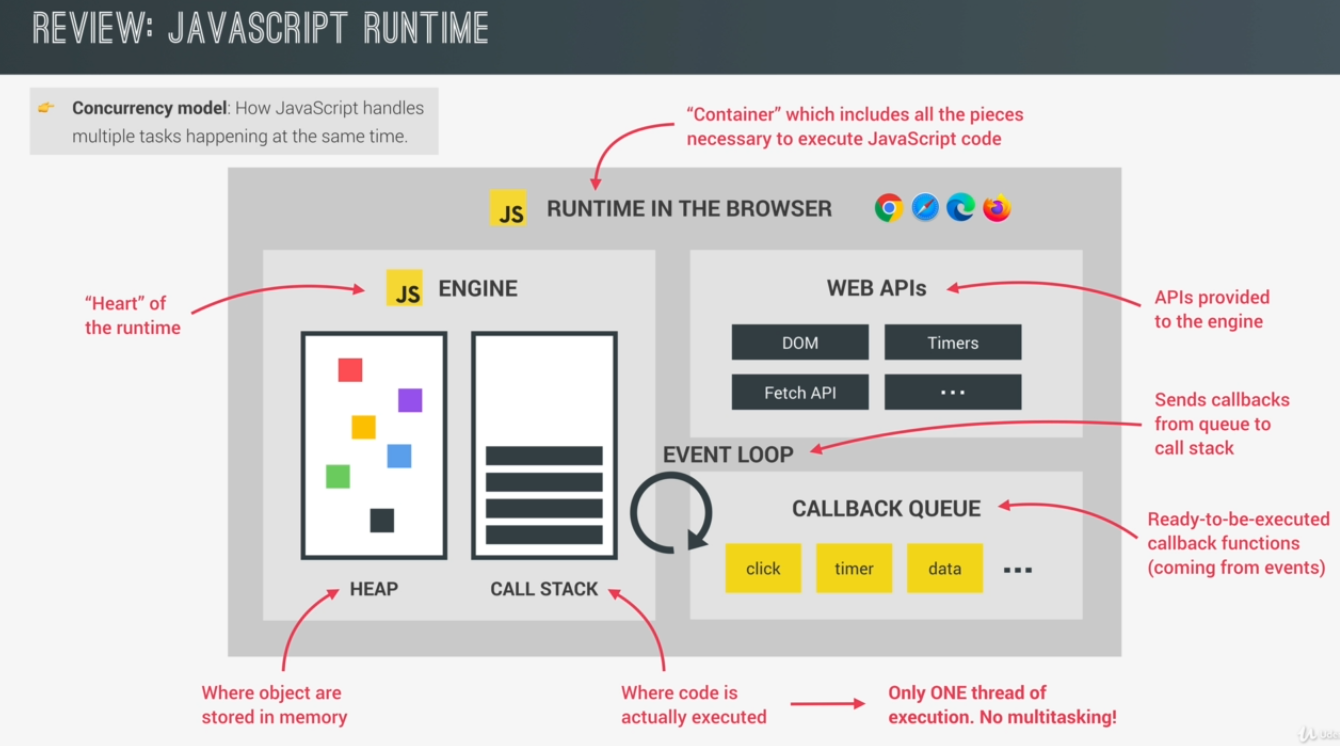 REVIEW: JAVASCRIPT RUNTIME
Concurrency model: How JavaScript handles
multiple tasks happening at the same time.
“Container” which includes all the pieces
necessary to execute JavaScript code
JS RUNTIME IN THE BROWSER
“Heart” of
the runtime
JS ENGINE
HEAP
CALL STACK
WEB APIs
DOM
Timers
Fetch API
...
APIs provided
to the engine
EVENT LOOP
Sends callbacks
from queue to
call stack
CALLBACK QUEUE
click
timer
data
...
Ready-to-be-executed
callback functions
(coming from events)
Where object are
stored in memory
Where code is
actually executed
Only ONE thread of
execution. No multitasking!